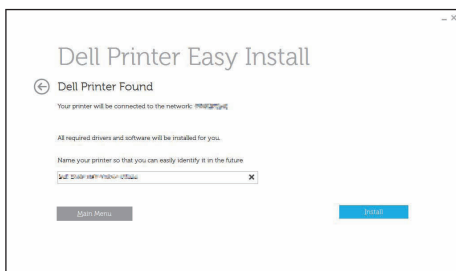 Dell Printer Easy Install
Dell Printer Found
Your printer will be connected to the network:
All required drivers and software will be installed for you.
Name your printer so that you can easily identify it in the future
Main Menu
Install